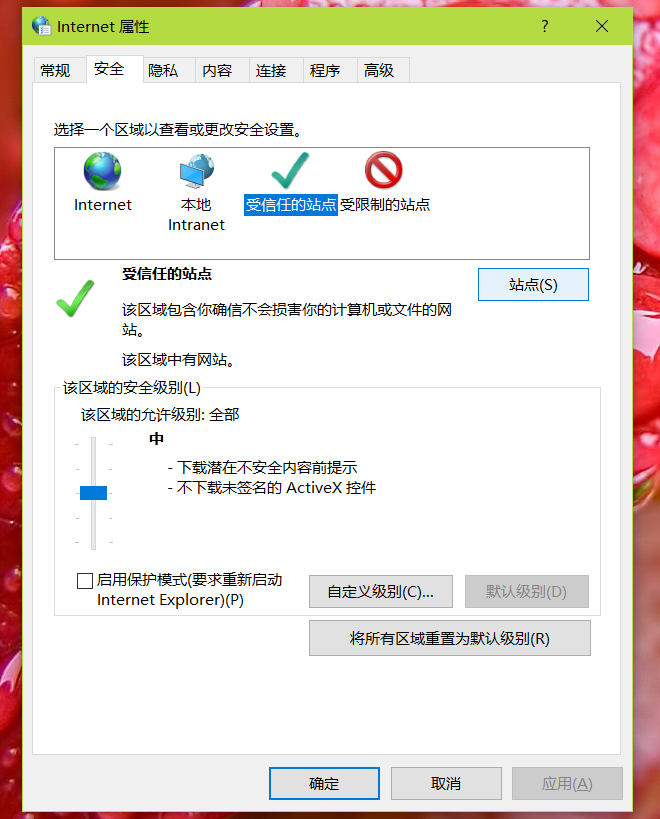 Internet 属性
?
常规 安全 隐私 内容 连接 程序 高级
选择一个区域以查看或更改安全设置。
Internet
本地
Intranet
受信任的站点
受限制的站点
受信任的站点
站点(S)
该区域包含你确信不会损害你的计算机或文件的网
站。
该区域中有网站。
该区域的安全级别(L)
该区域的允许级别: 全部
中
- 下载潜在不安全内容前提示
- 不下载未签名的 ActiveX 控件
启用保护模式(要求重新启动
Internet Explorer)(P)
自定义级别(C)...
默认级别(D)
将所有区域重置为默认级别(R)
确定
取消
应用(A)